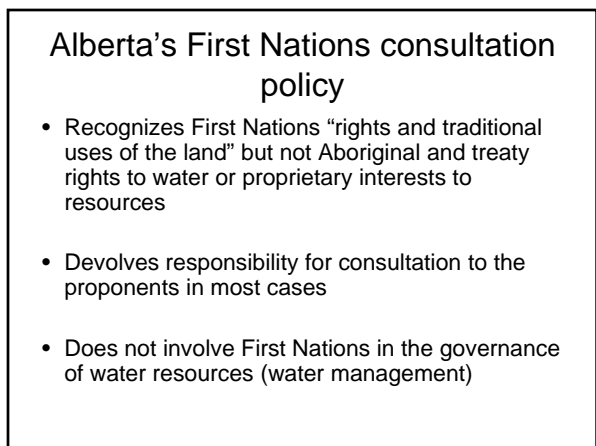 Alberta’s First Nations consultation
policy
• Recognizes First Nations “rights and traditional
uses of the land” but not Aboriginal and treaty
rights to water or proprietary interests to
resources
• Devolves responsibility for consultation to the
proponents in most cases
• Does not involve First Nations in the governance
of water resources (water management)